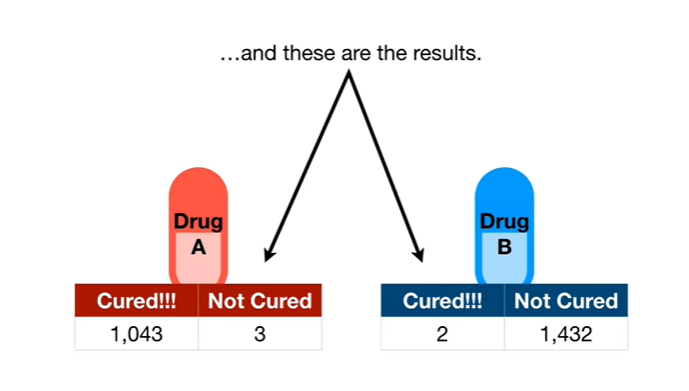 …and these are the results.
Drug
A
Drug
B
Cured!!! Not Cured
1,043 3
Cured!!! Not Cured
2 1,432